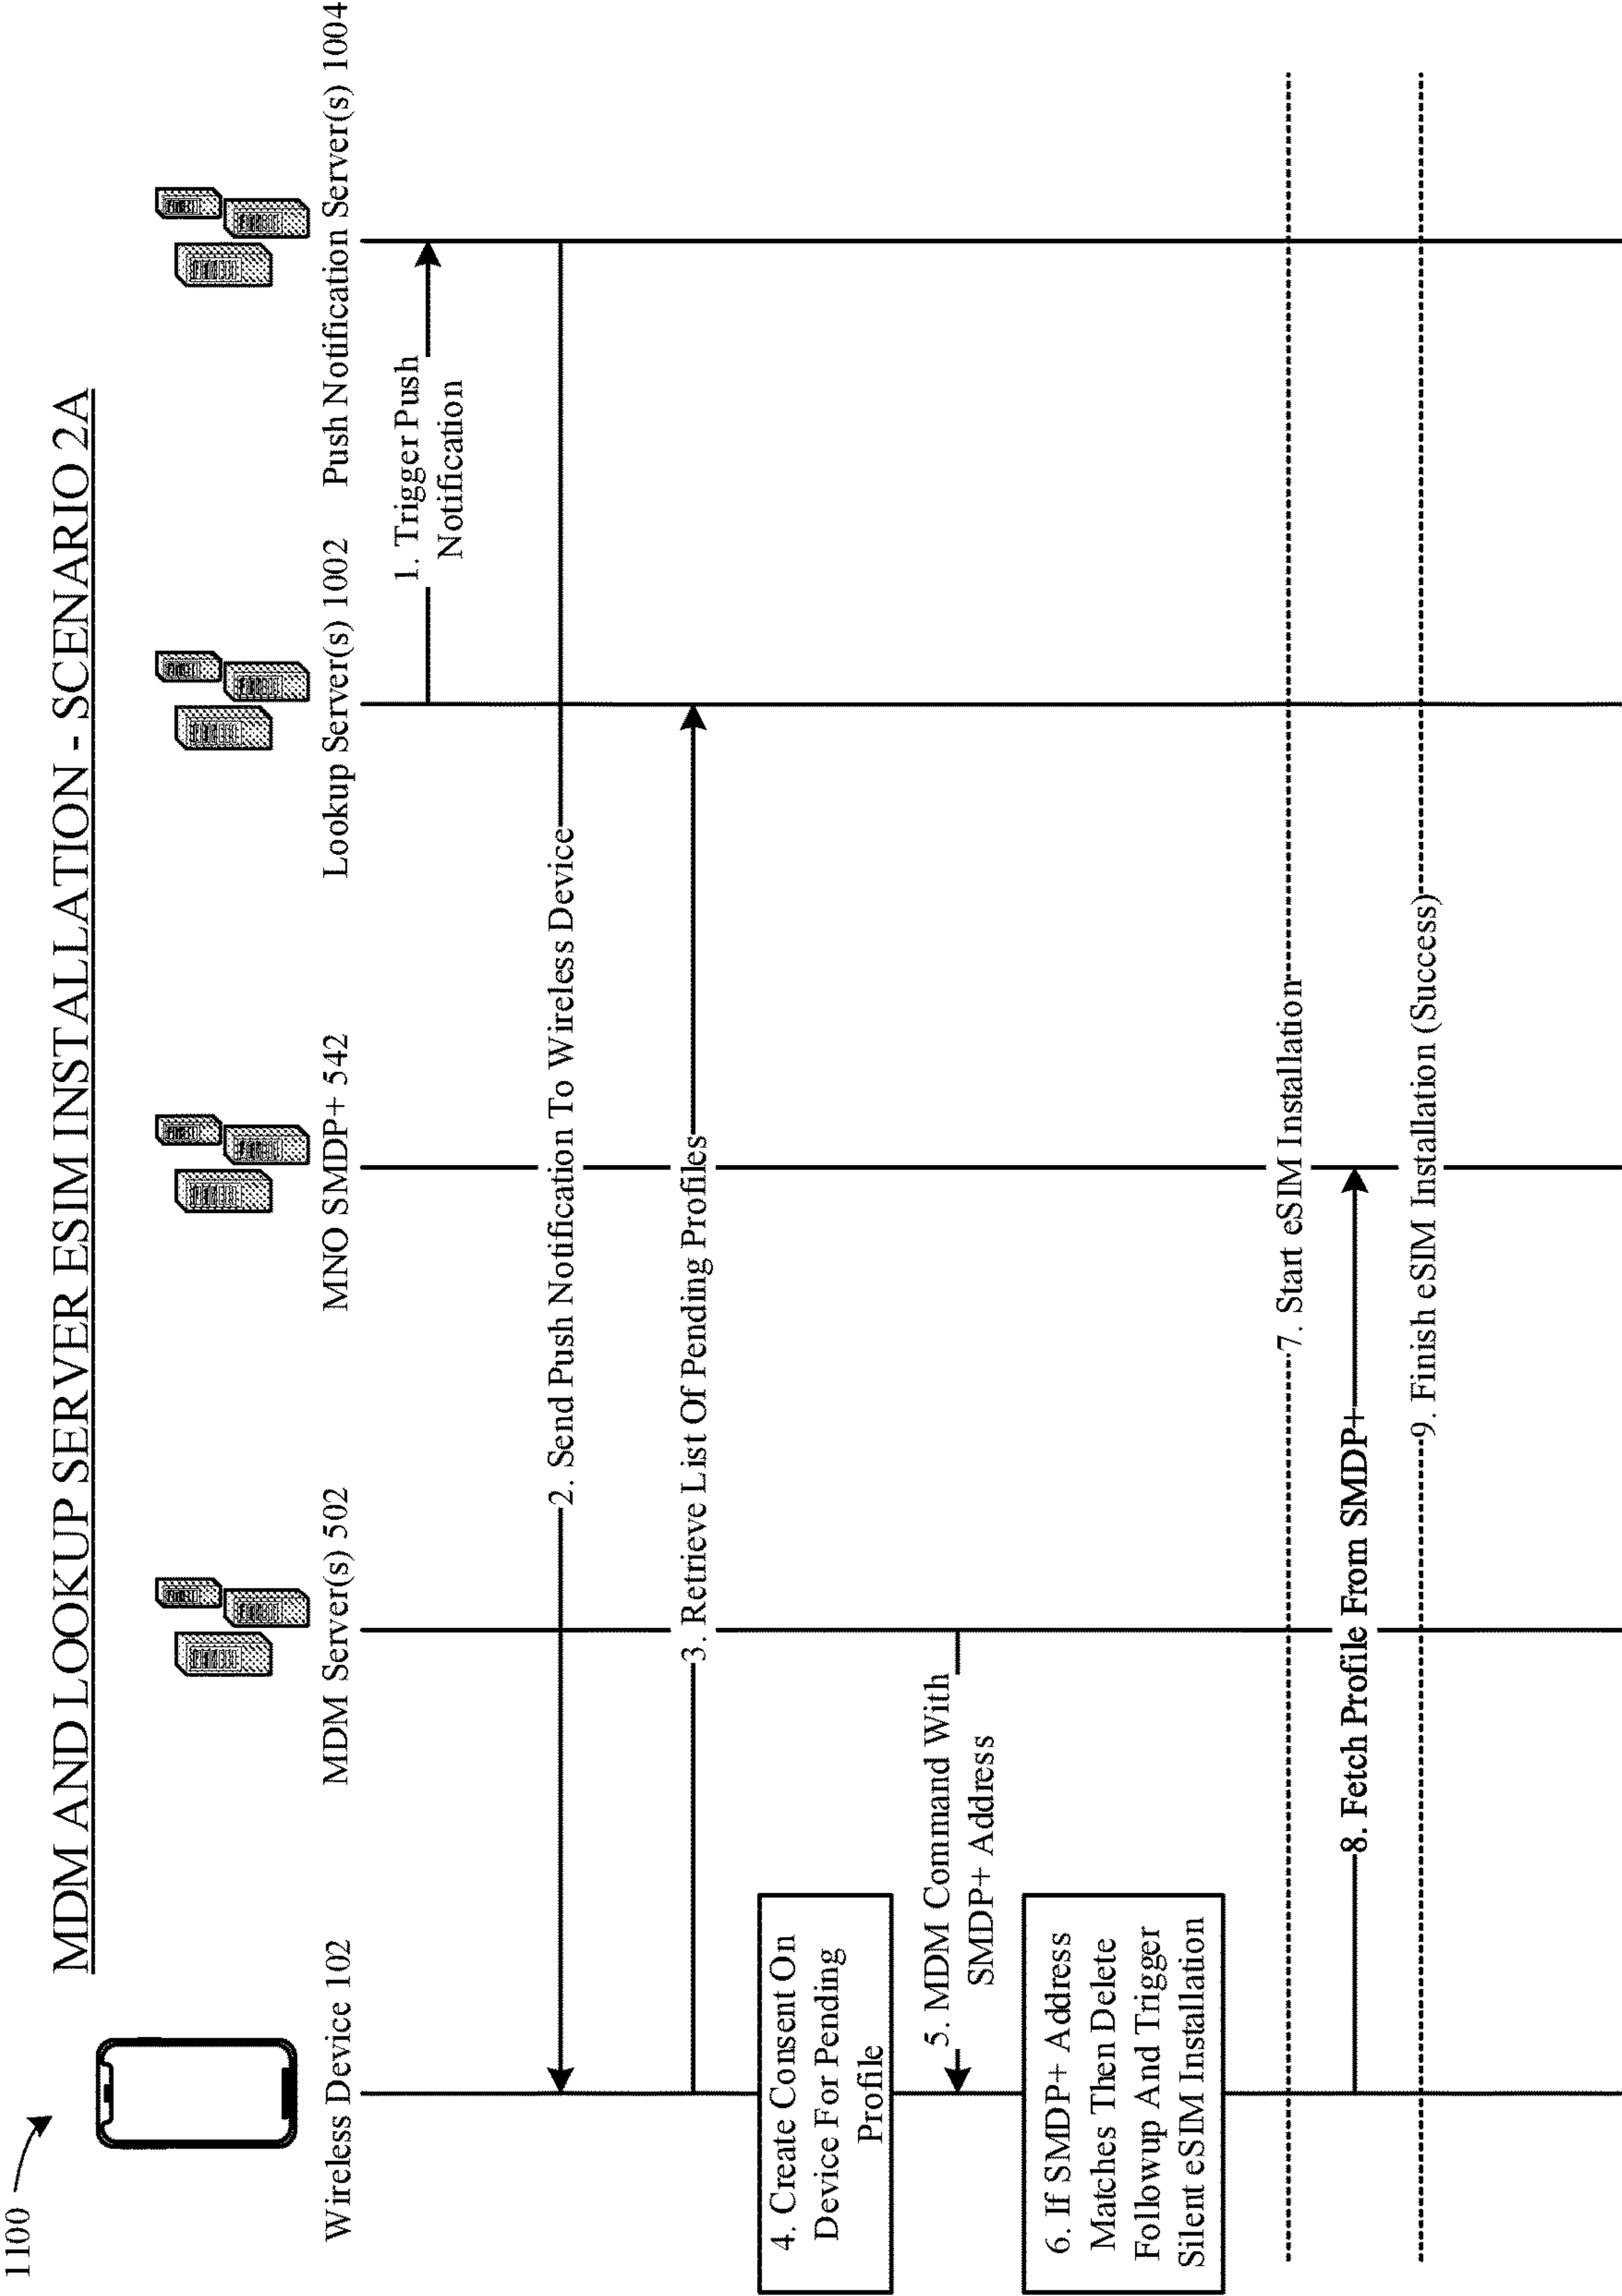 1100
MDM AND LOOKUP SERVER ESIM INSTALLATION - SCENARIO 2A
Wireless Device 102
MDM Server(s) 502
MNO SMDP+ 542
Lookup Server(s) 1002
Push Notification Server(s) 1004
1. Trigger Push
Notification
2. Send Push Notification To Wireless Device
3. Retrieve List Of Pending Profiles
4. Create Consent On
Device For Pending
Profile
5. MDM Command With
SMDP+ Address
6. If SMDP+ Address
Matches Then Delete
Followup And Trigger
Silent eSIM Installation
7. Start eSIM Installation
8. Fetch Profile From SMDP+
9. Finish eSIM Installation (Success)